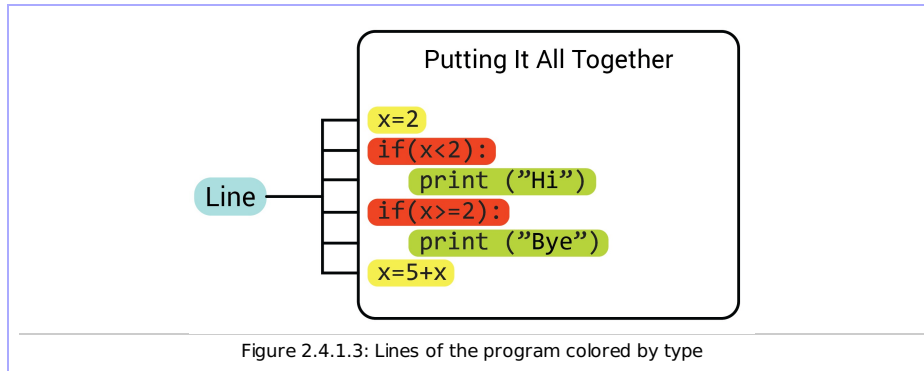 Putting It All Together
x=2
if(x<2):
print (”Hi”)
Line
if(x>=2):
print (”Bye”)
x=5+x
Figure 2.4.1.3: Lines of the program colored by type